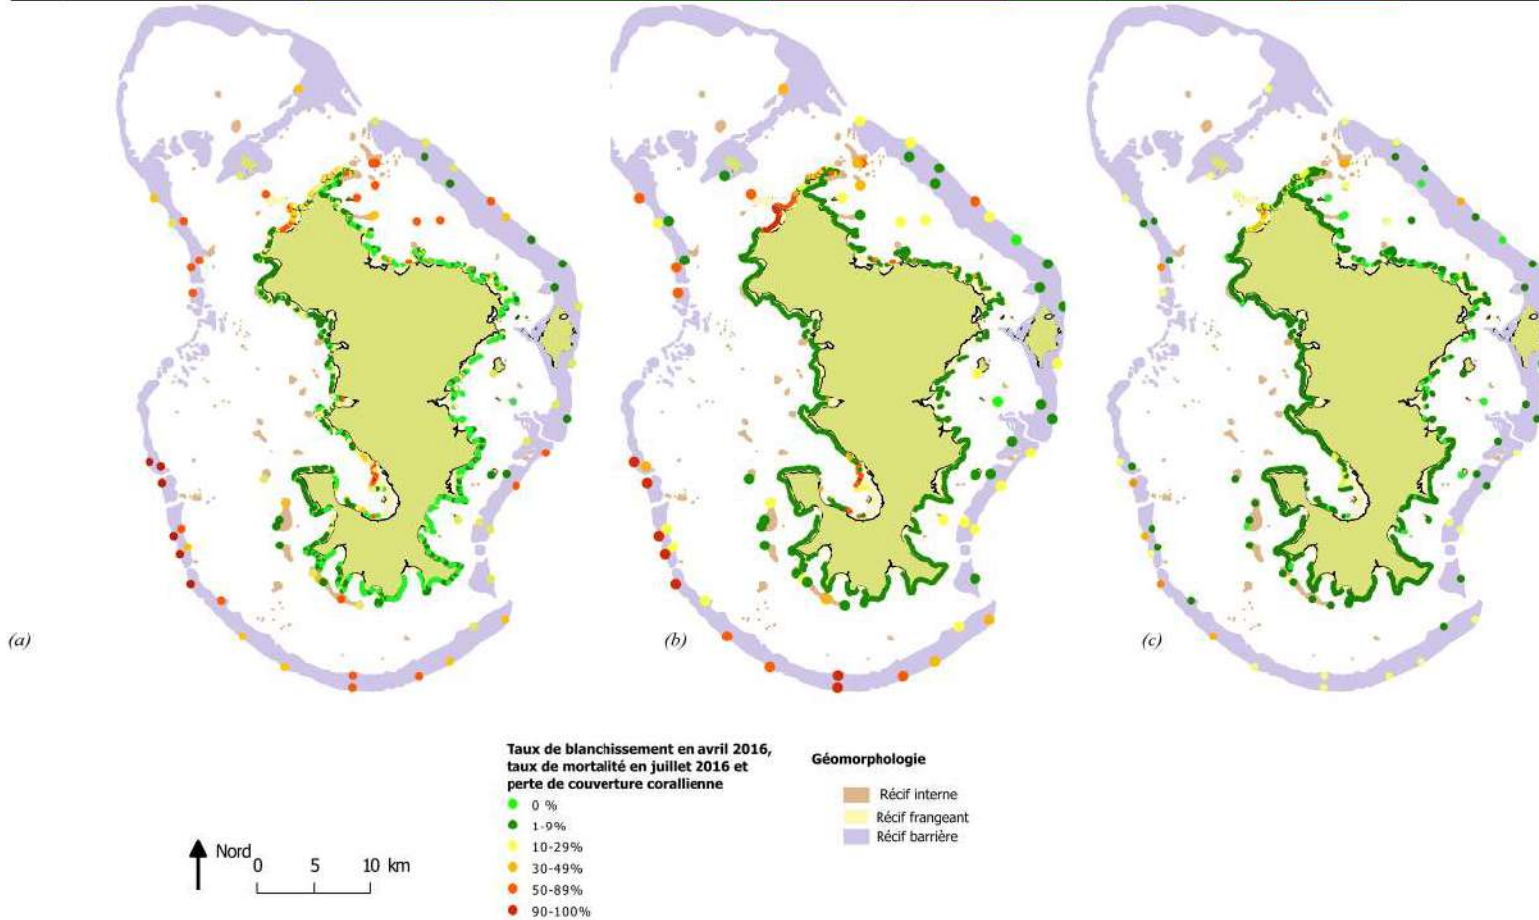 (a)
(b)
(c)
Taux de blanchissement en avril 2016,
taux de mortalité en juillet 2016 et
perte de couverture corallienne
0 %
1-9%
10-29%
30-49%
50-89%
90-100%
Géomorphologie
Récif interne
Récif frangeant
Récif barrière
Nord
0 5 10 km